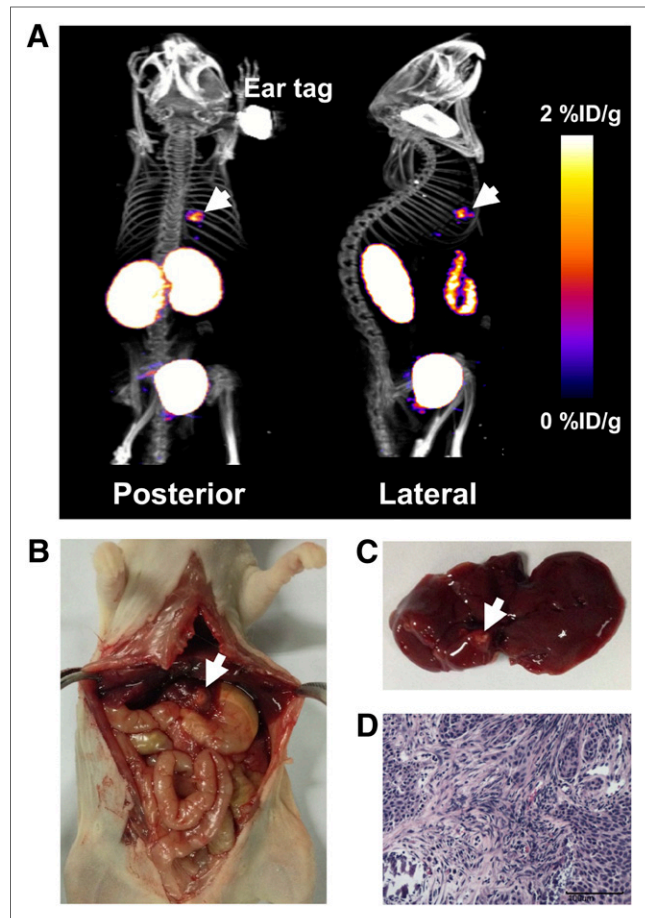 A
Ear tag
2 %ID/g
0 %ID/g
Posterior
Lateral
B
C
D